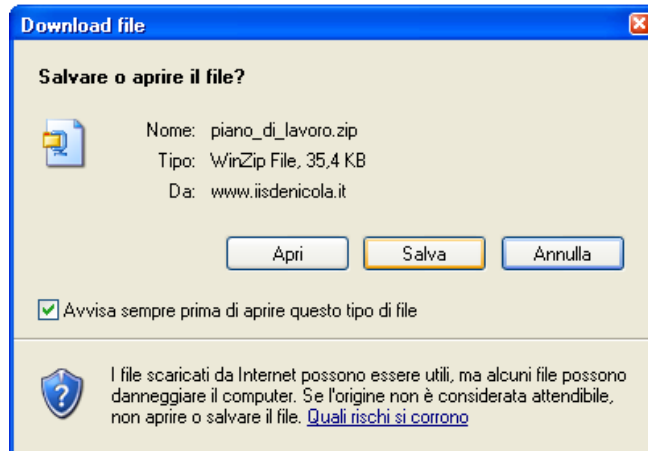 Download file
Salvare o aprire il file?
Nome: piano_di_lavoro.zip
Tipo: WinZip File, 35,4 KB
Da: www.iisdenicola.it
Apri Salva Annulla
Avvisa sempre prima di aprire questo tipo di file
I file scaricati da Internet possono essere utili, ma alcuni file possono
danneggiare il computer. Se l'origine non è considerata attendibile,
non aprire o salvare il file. Quali rischi si corrono